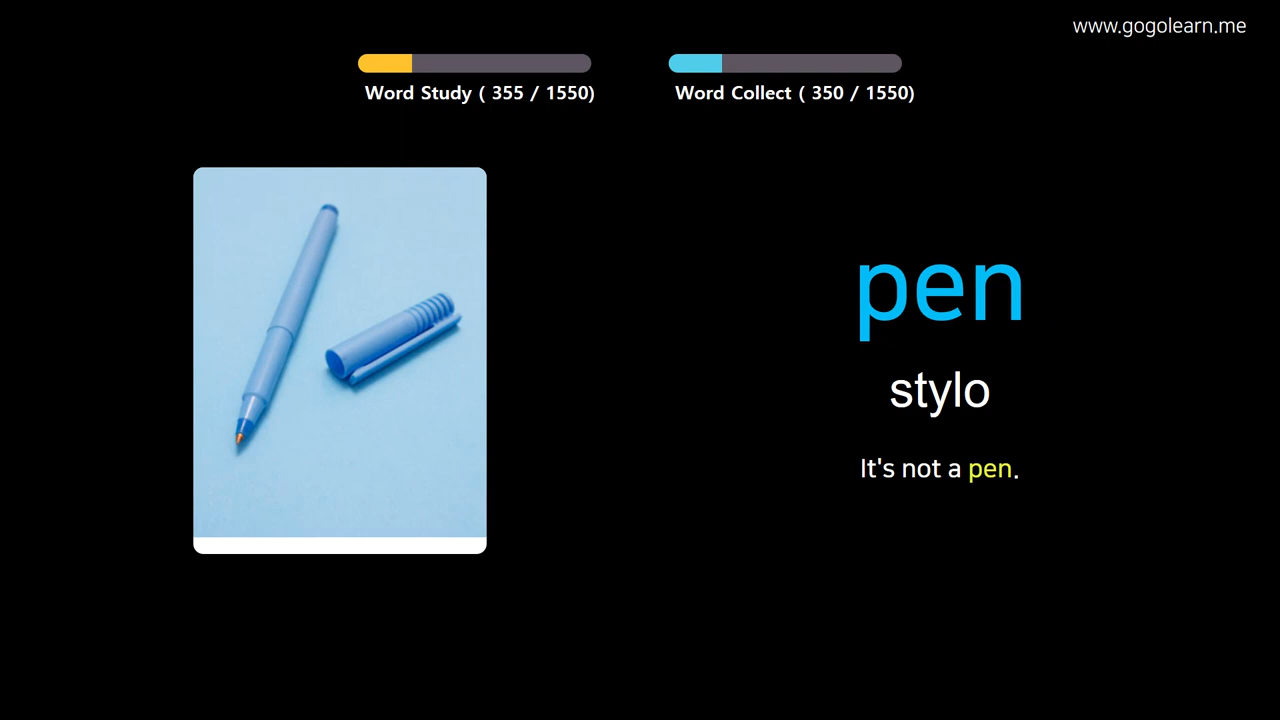 www.gogolearn.me
Word Study ( 355 / 1550)
Word Collect ( 350 / 1550)
pen
stylo
It's not a pen.